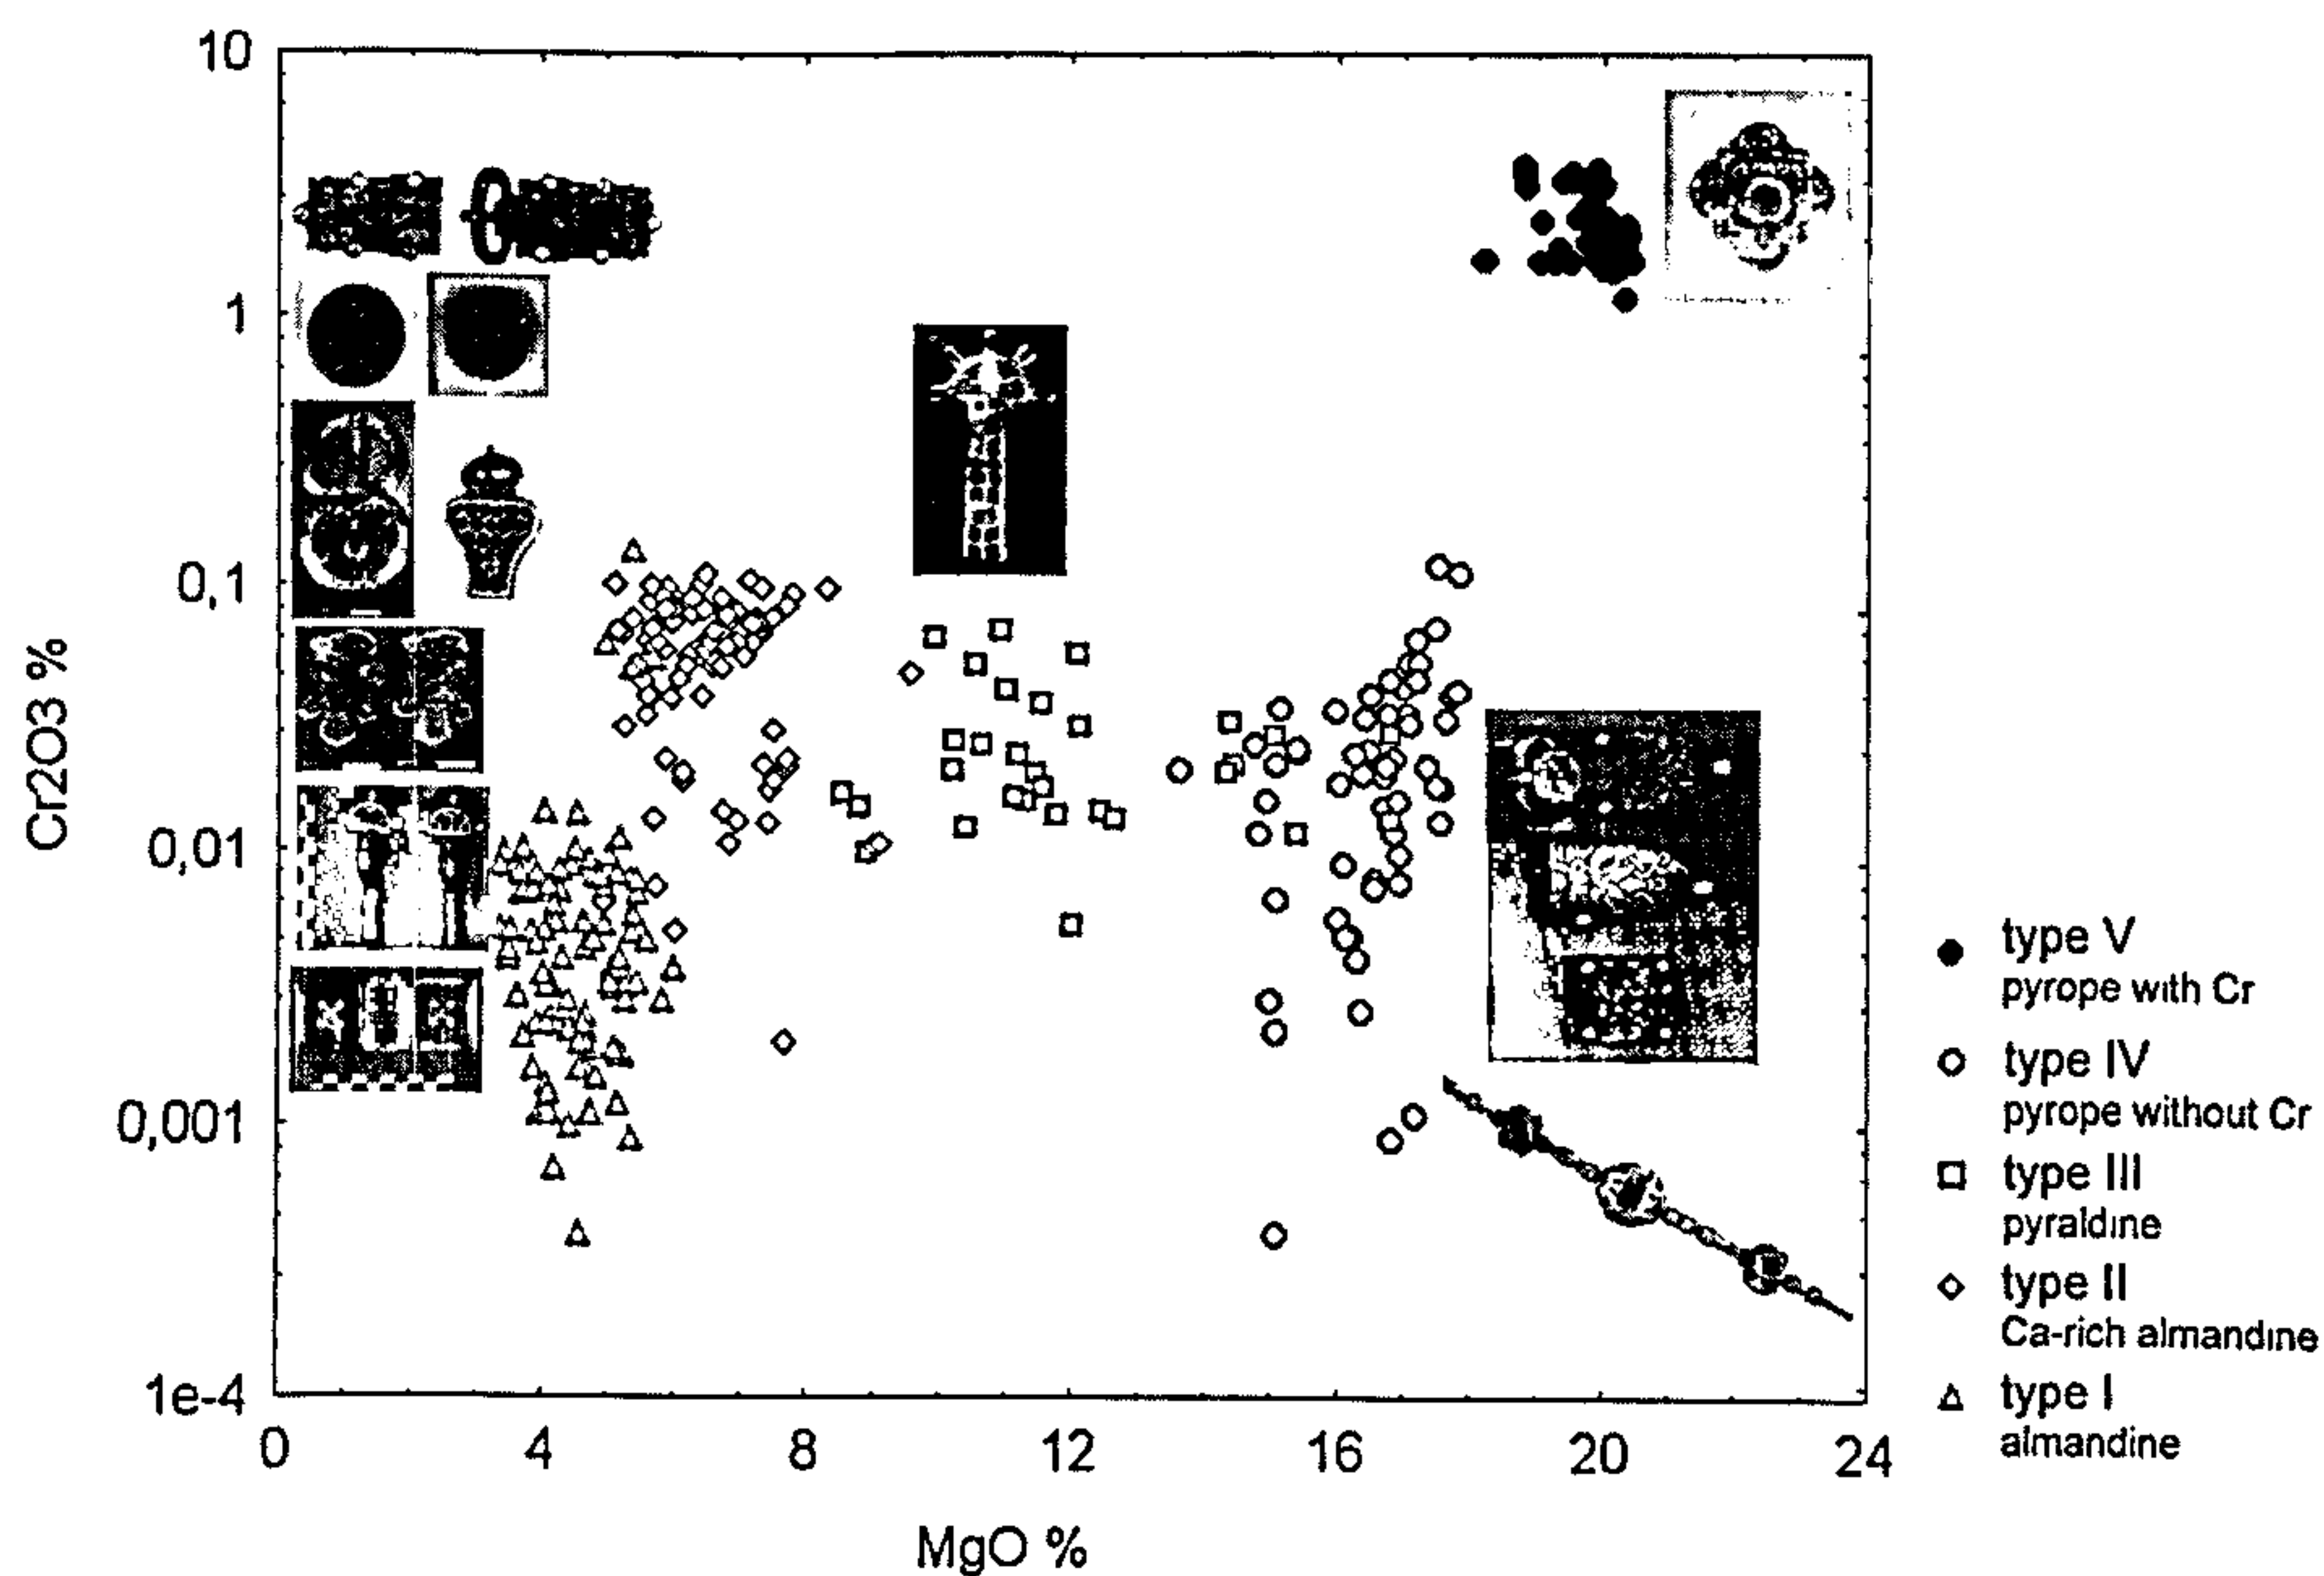 10
1
0,1
0,01
0,001
1e-4
Cr2O3 %
0
4
8
12
16
20
24
MgO %
type V
pyrope with Cr
type IV
pyrope without Cr
type III
pyraldine
type II
Ca-rich almandine
type I
almandine